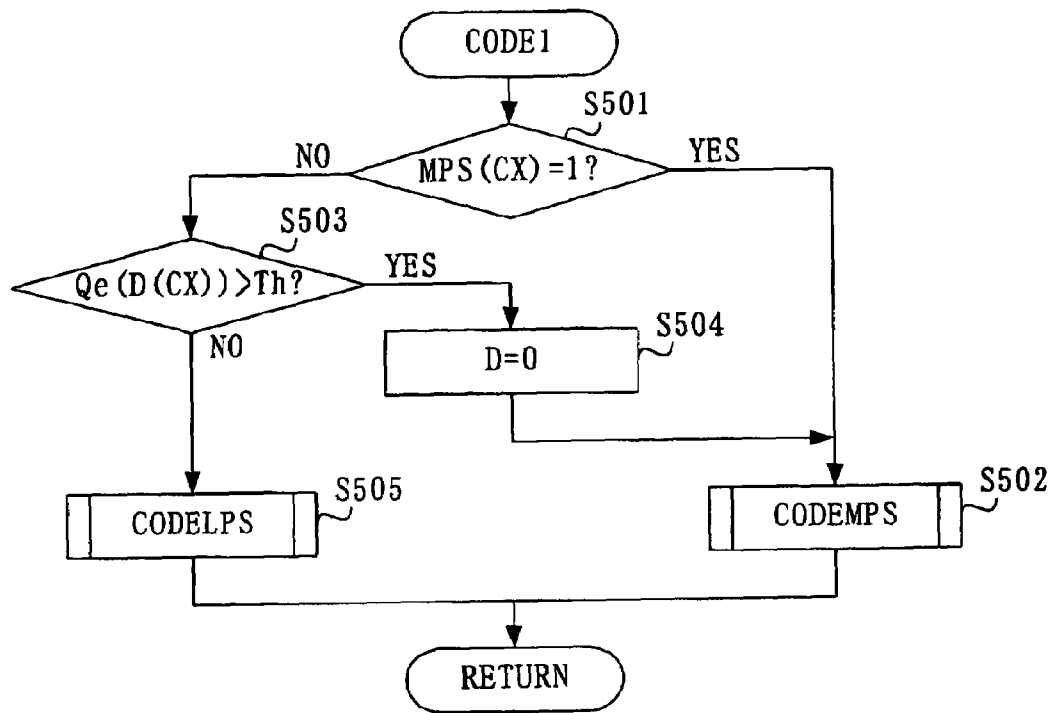 CODE1
S501
NO
MPS(CX)=1?
YES
S503
Qe(D(CX))>Th?
YES
NO
S504
D=0
CODELPS
S505
CODEMPS
S502
RETURN